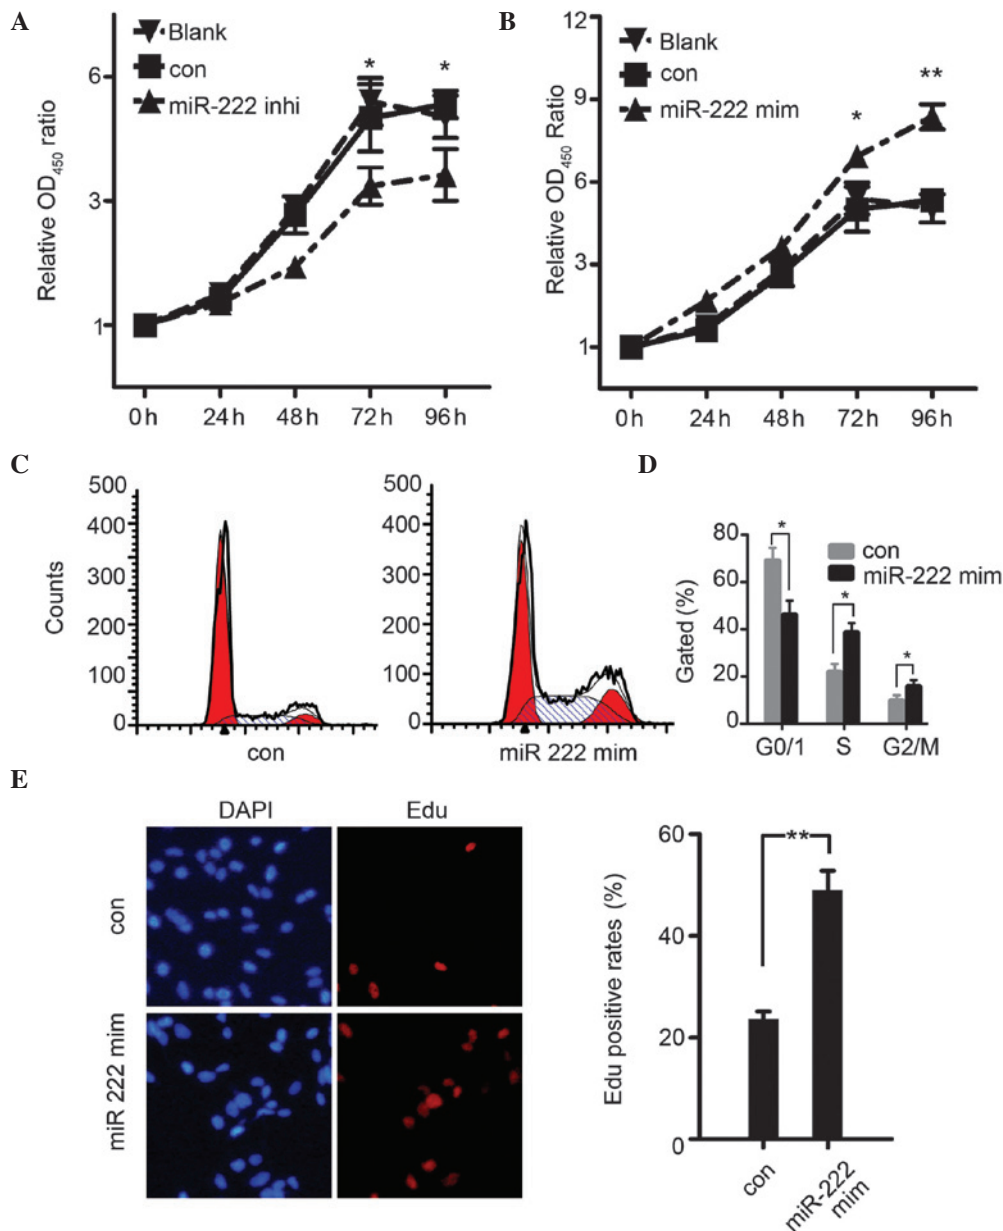 A
Blank
con
miR-222 inhi
* *
6
3
1
Relative OD450 ratio
0h 24h 48h 72h 96h
B
Blank
con
miR-222 mim
* **
12
9
6
3
1
Relative OD450 Ratio
0h 24h 48h 72h 96h
C
500
400
300
200
100
0
Counts
con
500
400
300
200
100
0
miR 222 mim
D
80
60
40
20
0
Gated (%)
con
miR-222 mim
* * *
G0/1 S G2/M
E
DAPI Edu
con
miR 222 mim
60
40
20
0
Edu positive rates (%)
**
con
miR-222
mim